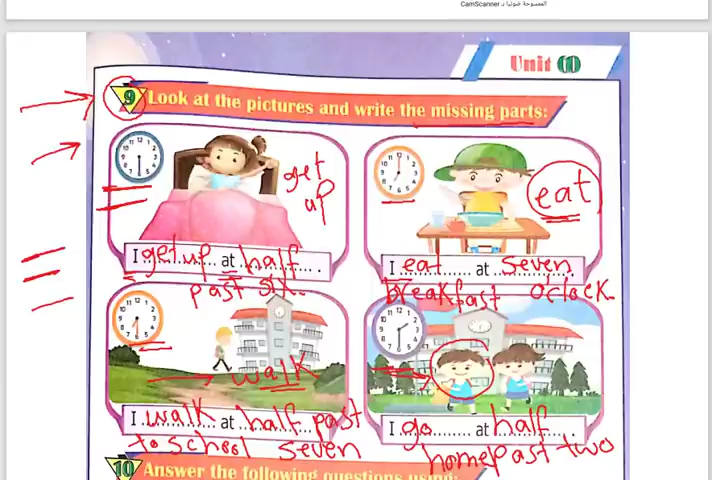 الممسوحة ضوئيا بـ CamScanner
Unit 10
9 Look at the pictures and write the missing parts:
get
up
eat
I get up at half
past six
I eat at seven
breakfast o'clock
walk
I walk at half past
to school seven
I go at half
home past two
10 Answer the following questions using